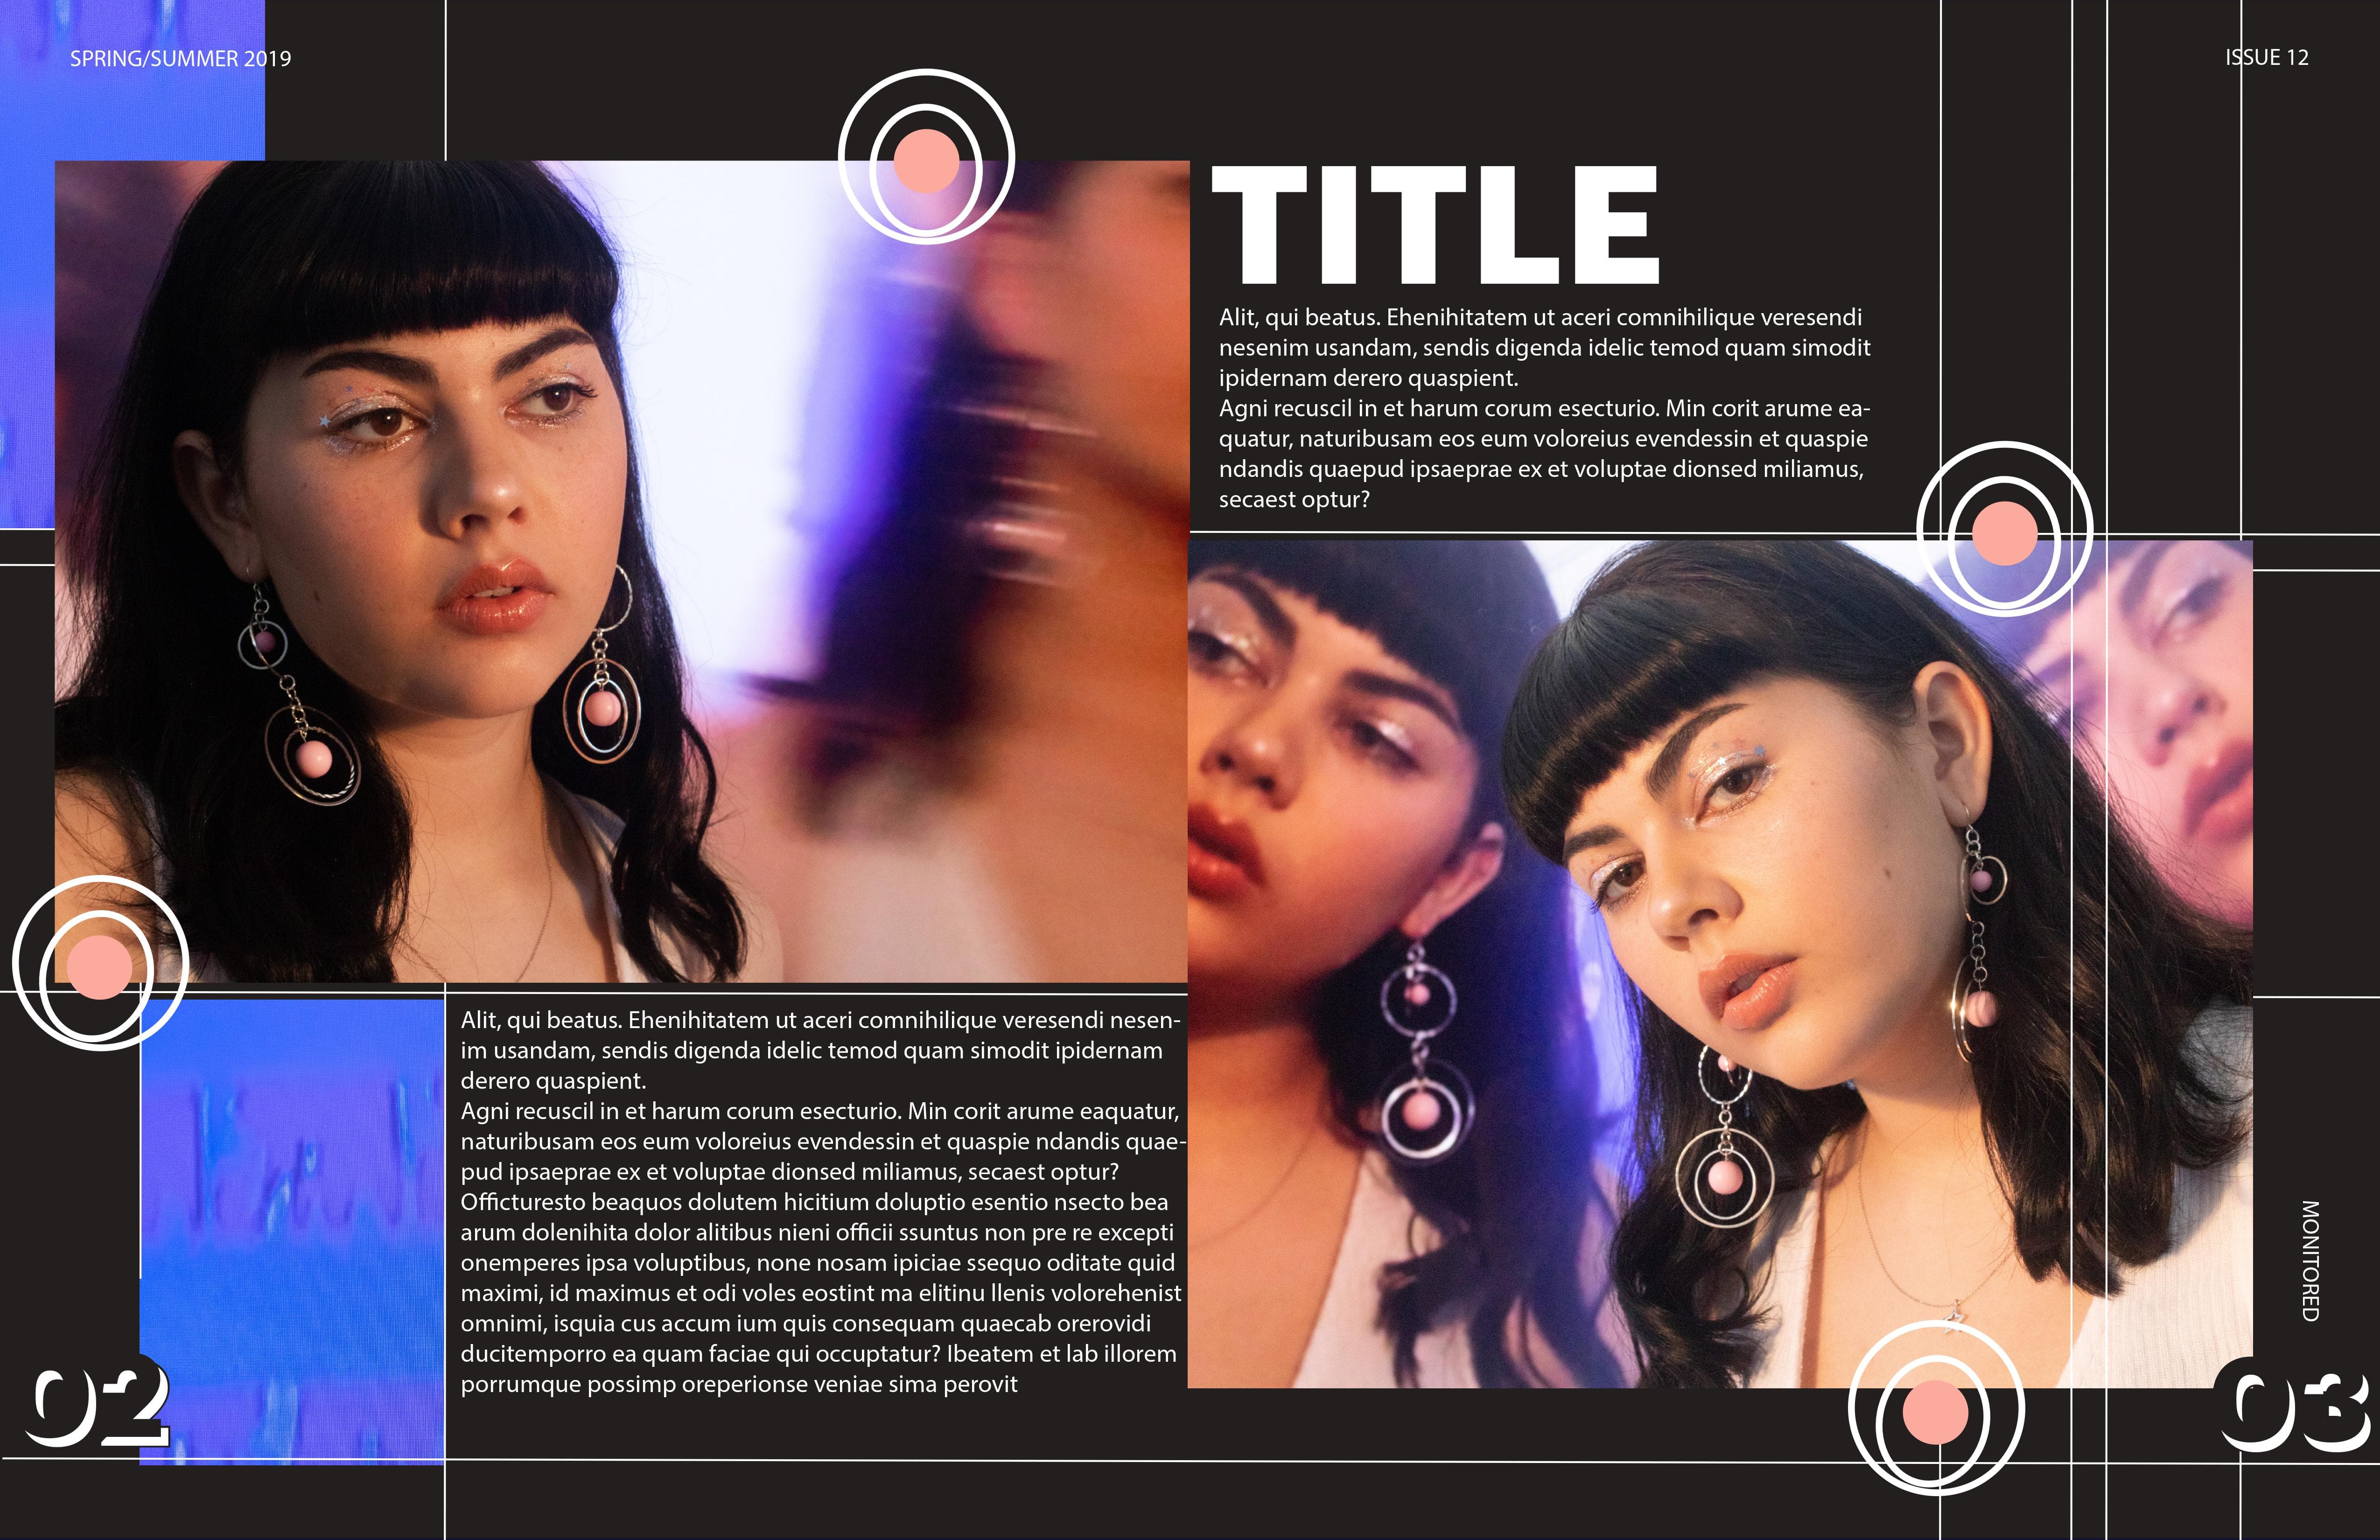 SPRING/SUMMER 2019
ISSUE 12
TITLE
Alit, qui beatus. Ehenihitatem ut aceri comnihilique veresendi
nesenim usandam, sendis digenda idelic temod quam simodit
ipidernam derero quaspient.
Agni recuscil in et harum corum esecturio. Min corit arume ea-
quatur, naturibusam eos eum voloreius evendessin et quaspie
ndandis quaepud ipsaeprae ex et voluptae dionsed miliamus,
secaest optur?
Alit, qui beatus. Ehenihitatem ut aceri comnihilique veresendi nesen-
im usandam, sendis digenda idelic temod quam simodit ipidernam
derero quaspient.
Agni recuscil in et harum corum esecturio. Min corit arume eaquatur,
naturibusam eos eum voloreius evendessin et quaspie ndandis quae-
pud ipsaeprae ex et voluptae dionsed miliamus, secaest optur?
Officturesto beaquos dolutem hicitium doluptio esentio nsecto bea
arum dolenihita dolor alitibus nieni officii ssuntus non pre re excepti
onemperes ipsa voluptibus, none nosam ipiciae ssequo oditate quid
maximi, id maximus et odi voles eostint ma elitinu llenis volorehenist
omnimi, isquia cus accum ium quis consequam quaecab orerovidi
ducitemporro ea quam faciae qui occuptatur? Ibeatem et lab illorem
porrumque possimp oreperionse veniae sima perovit
MONITORED
02
03